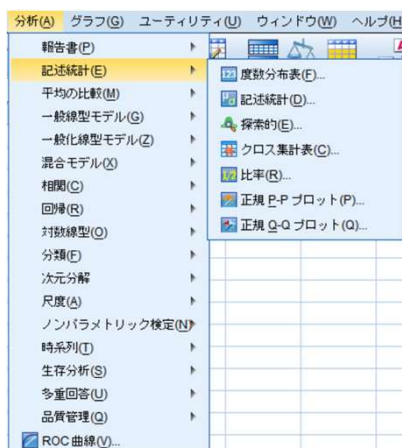 分析(A) グラフ(G) ユーティリティ(U) ウィンドウ(W) ヘルプ(H
報告書(P)
記述統計(E)
平均の比較(M)
一般線型モデル(G)
一般化線型モデル(Z)
混合モデル(X)
相関(C)
回帰(R)
対数線型(O)
分類(F)
次元分解
尺度(A)
ノンパラメトリック検定(N)
時系列(T)
生存分析(S)
多重回答(U)
品質管理(Q)
ROC 曲線(V)...
度数分布表(F)...
記述統計(D)...
探索的(E)...
クロス集計表(C)...
比率(R)...
正規 P-P プロット(P)...
正規 Q-Q プロット(Q)...